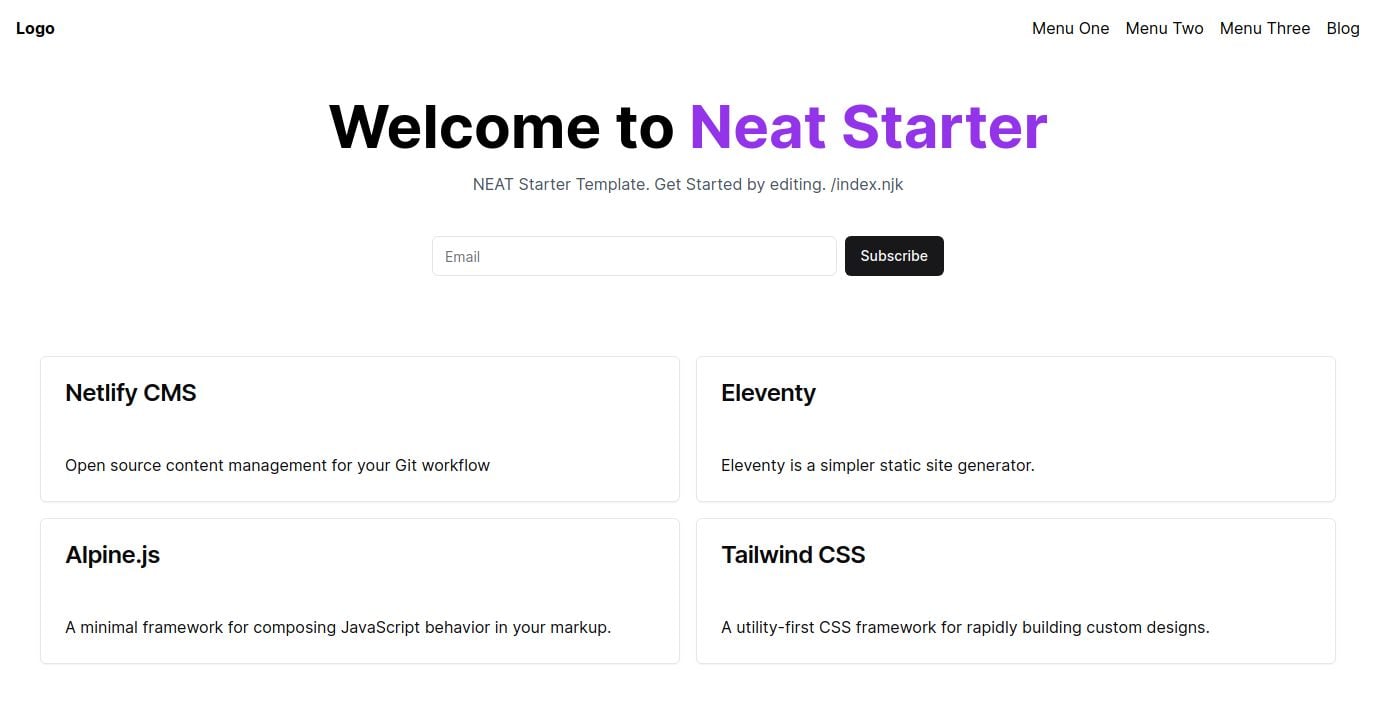 Logo
Menu One Menu Two Menu Three Blog
Welcome to Neat Starter
NEAT Starter Template. Get Started by editing. /index.njk
Email
Subscribe
Netlify CMS
Open source content management for your Git workflow
Eleventy
Eleventy is a simpler static site generator.
Alpine.js
A minimal framework for composing JavaScript behavior in your markup.
Tailwind CSS
A utility-first CSS framework for rapidly building custom designs.